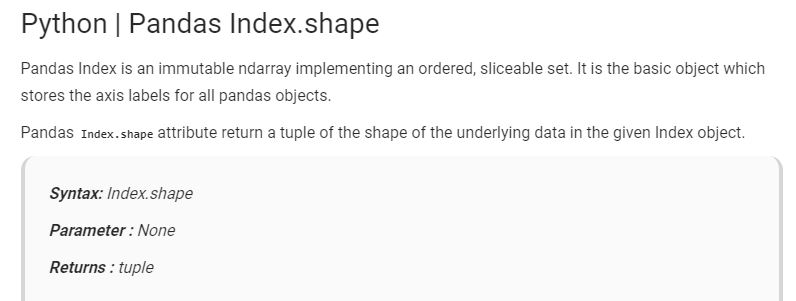 Python | Pandas Index.shape
Pandas Index is an immutable ndarray implementing an ordered, sliceable set. It is the basic object which
stores the axis labels for all pandas objects.
Pandas Index.shape attribute return a tuple of the shape of the underlying data in the given Index object.
Syntax: Index.shape
Parameter : None
Returns : tuple